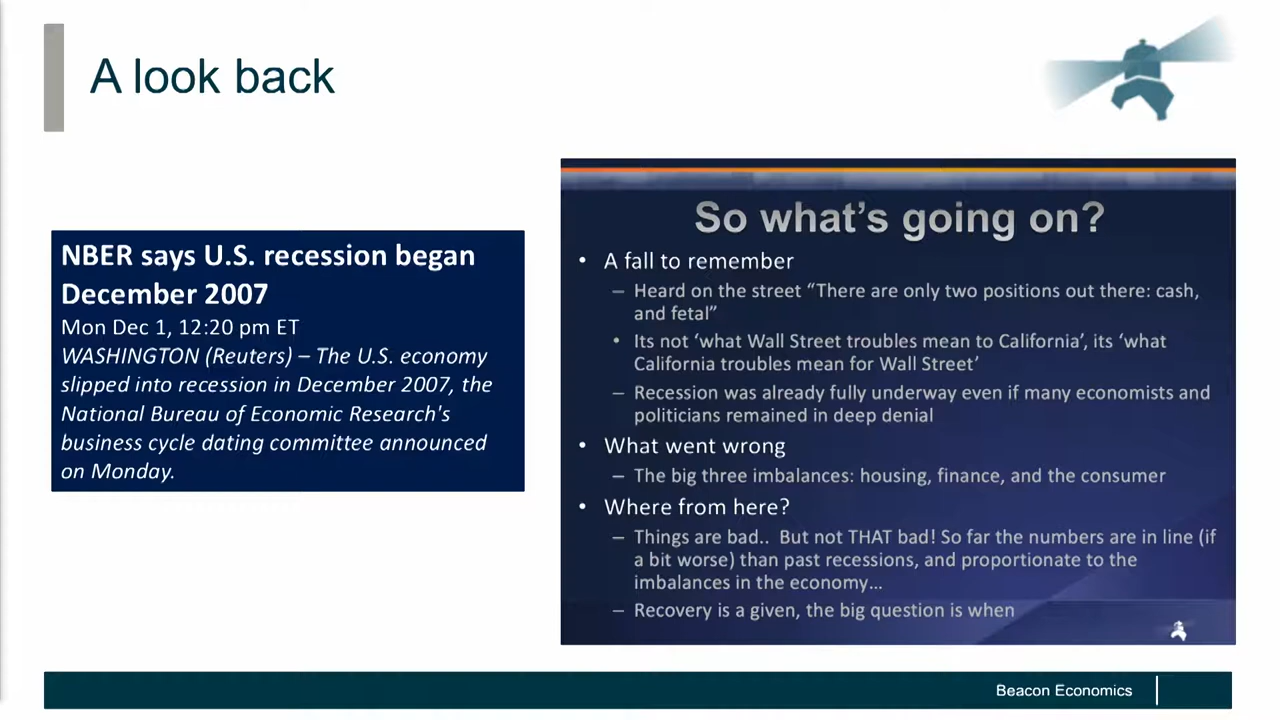 A look back
NBER says U.S. recession began
December 2007
Mon Dec 1, 12:20 pm ET
WASHINGTON (Reuters) – The U.S. economy
slipped into recession in December 2007, the
National Bureau of Economic Research's
business cycle dating committee announced
on Monday.
So what’s going on?
• A fall to remember
– Heard on the street “There are only two positions out there: cash,
and fetal”
• Its not ‘what Wall Street troubles mean to California’, its ‘what
California troubles mean for Wall Street’
– Recession was already fully underway even if many economists and
politicians remained in deep denial
• What went wrong
– The big three imbalances: housing, finance, and the consumer
• Where from here?
– Things are bad.. But not THAT bad! So far the numbers are in line (if
a bit worse) than past recessions, and proportionate to the
imbalances in the economy…
– Recovery is a given, the big question is when
Beacon Economics